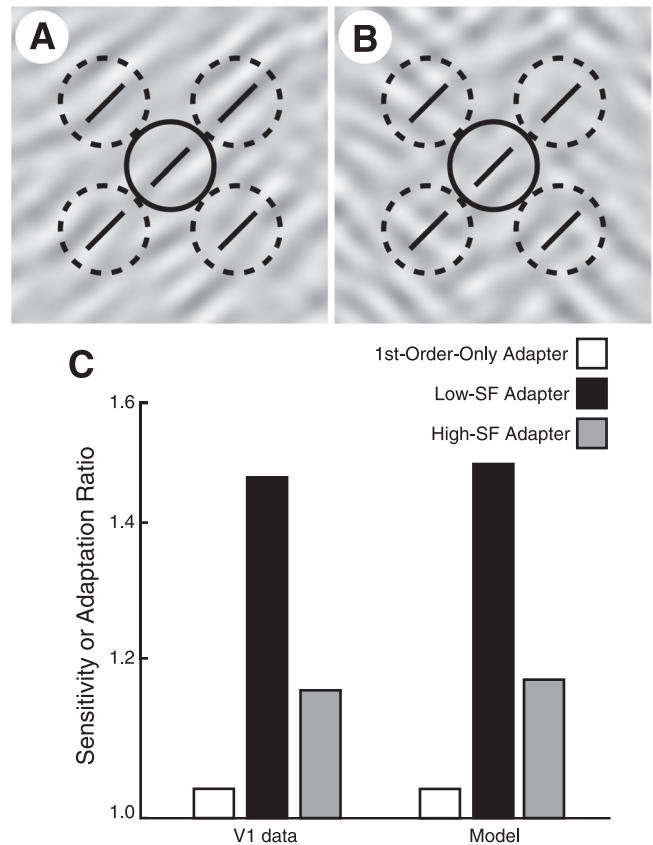 A
B
C
1st-Order-Only Adapter
Low-SF Adapter
High-SF Adapter
Sensitivity or Adaptation Ratio
1.6
1.4
1.2
1.0
V1 data
Model